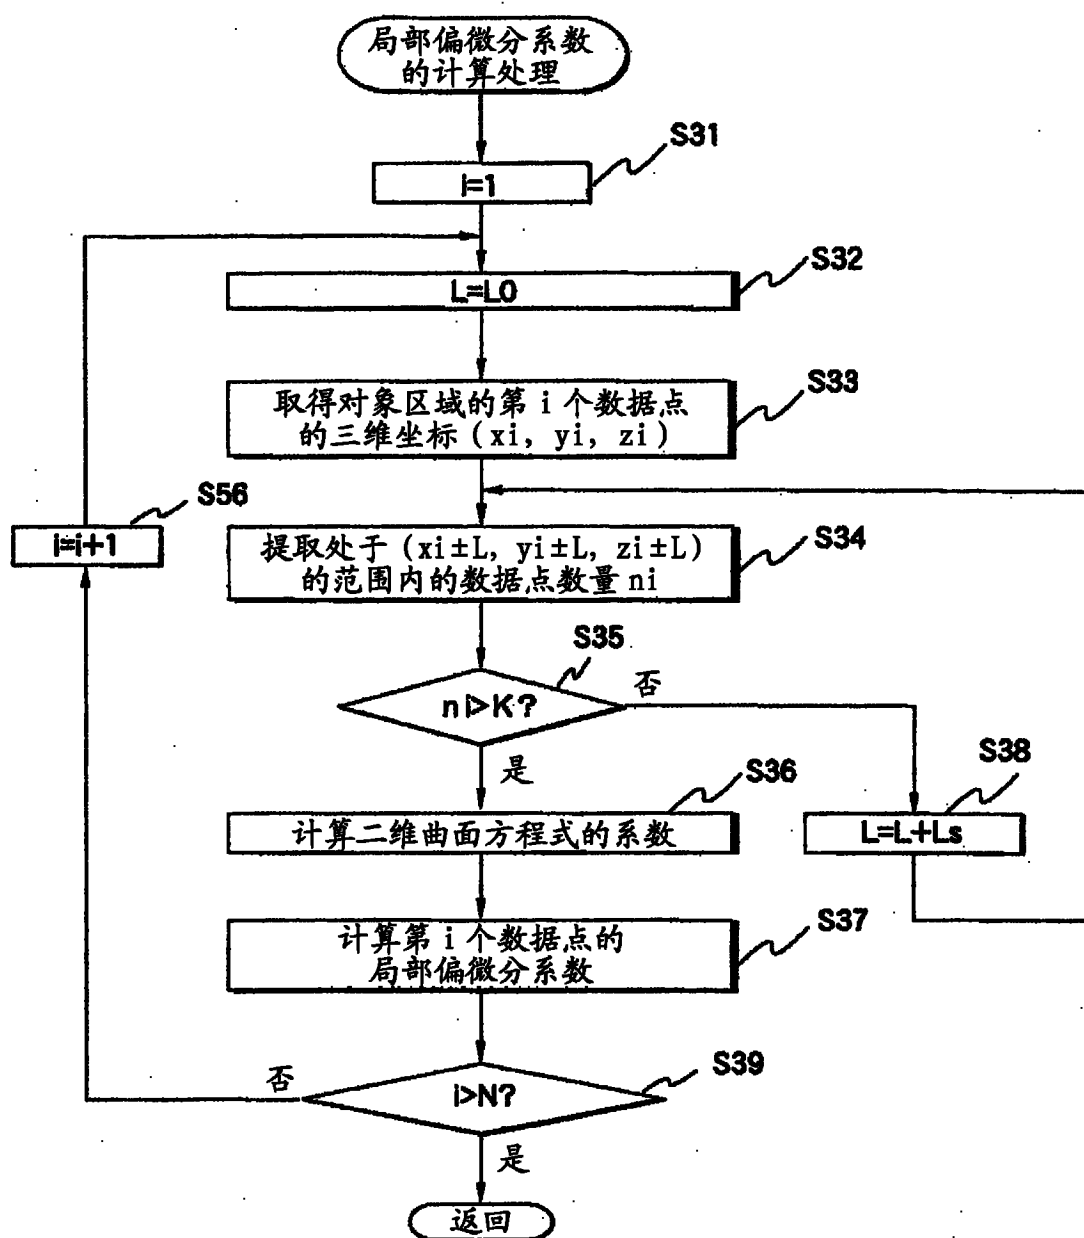 局部偏微分系数
的计算处理
S31
i=1
S32
L=L0
S33
取得对象区域的第 i 个数据点
的三维坐标 (xi, yi, zi)
S56
i=i+1
S34
提取处于 (xi±L, yi±L, zi±L)
的范围内的数据点数量 ni
S35
ni>K?
否
是
S36
计算二维曲面方程式的系数
S38
L=L+Ls
S37
计算第 i 个数据点的
局部偏微分系数
S39
i>N?
否
是
返回